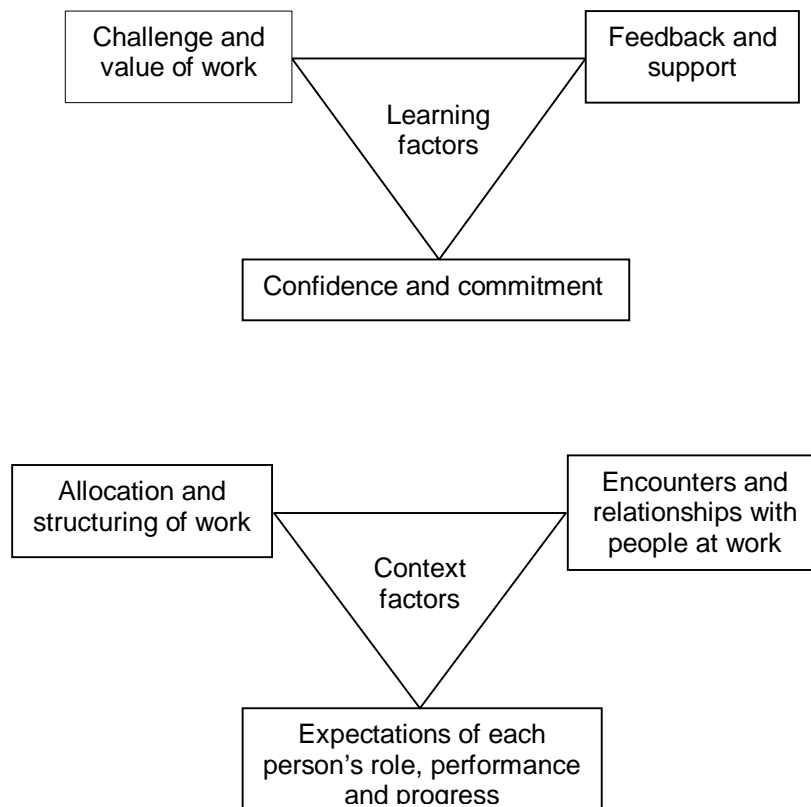 Challenge and
value of work
Feedback and
support
Learning
factors
Confidence and commitment
Allocation and
structuring of work
Encounters and
relationships with
people at work
Context
factors
Expectations of each
person’s role, performance
and progress